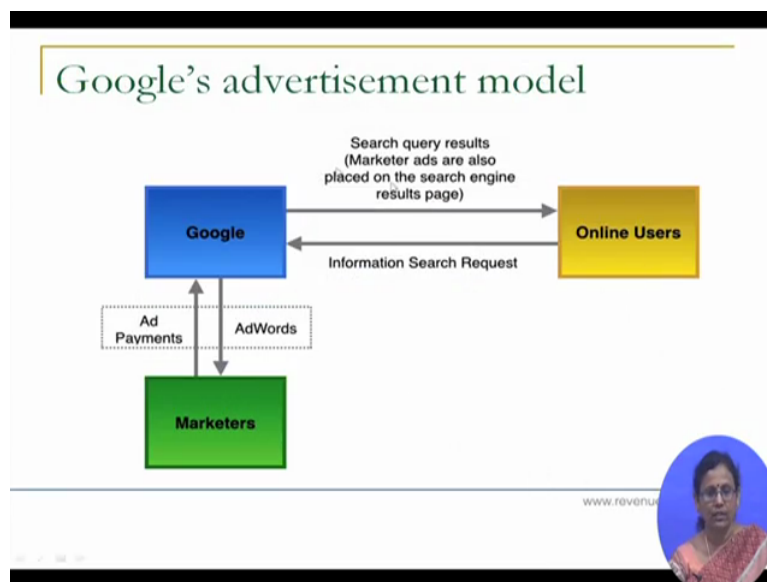 Google's advertisement model
Search query results
(Marketer ads are also
placed on the search engine
results page)
Google
Online Users
Information Search Request
Ad
Payments
AdWords
Marketers
www.revenue